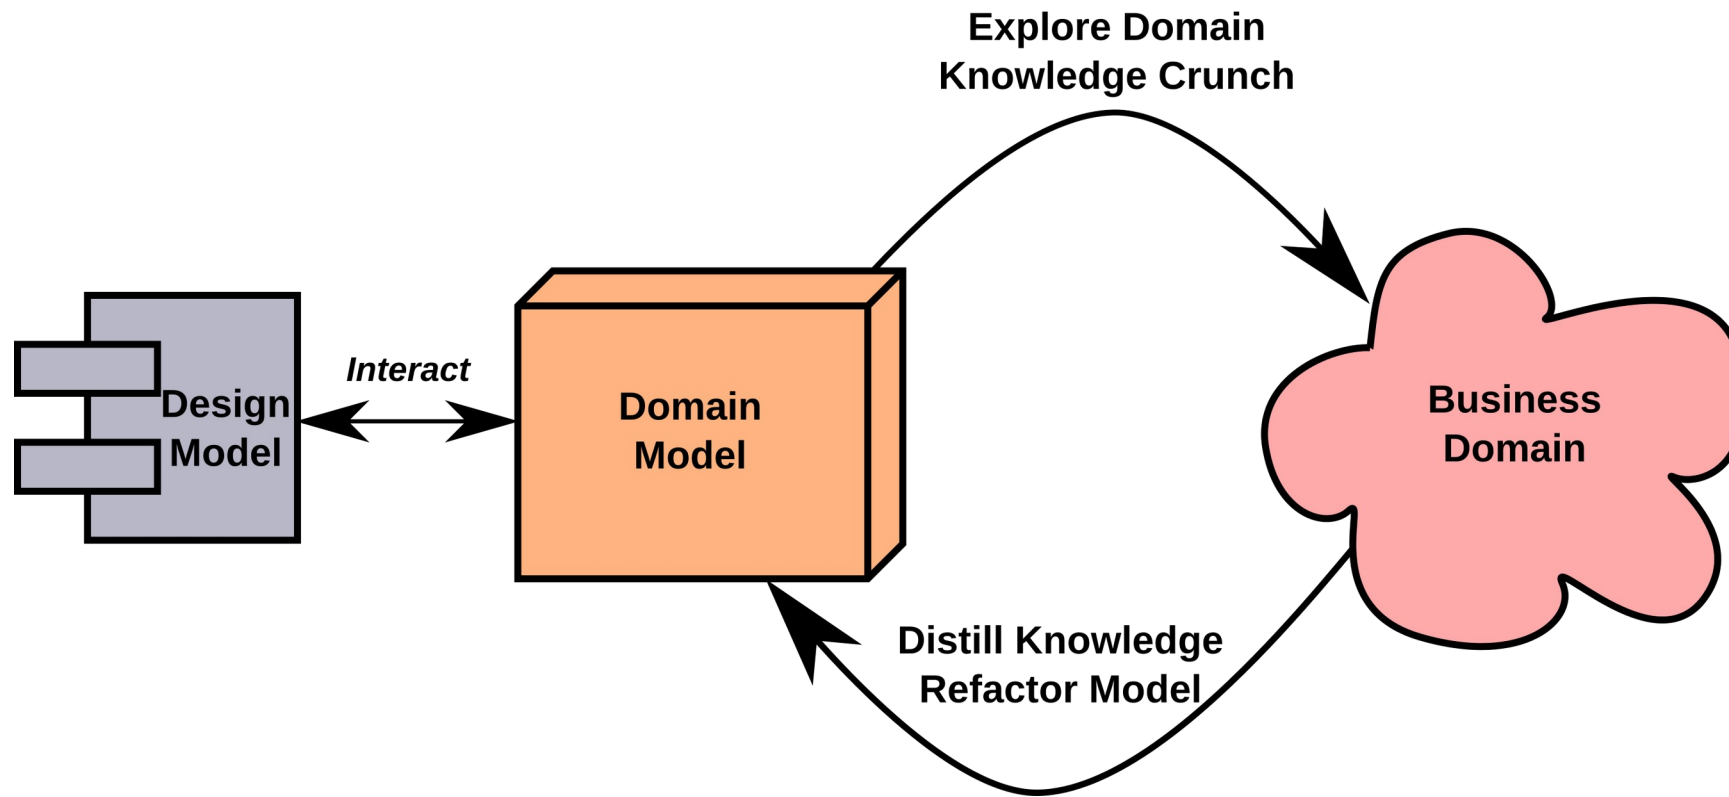 Explore Domain
Knowledge Crunch
Interact
Design
Model
Domain
Model
Business
Domain
Distill Knowledge
Refactor Model